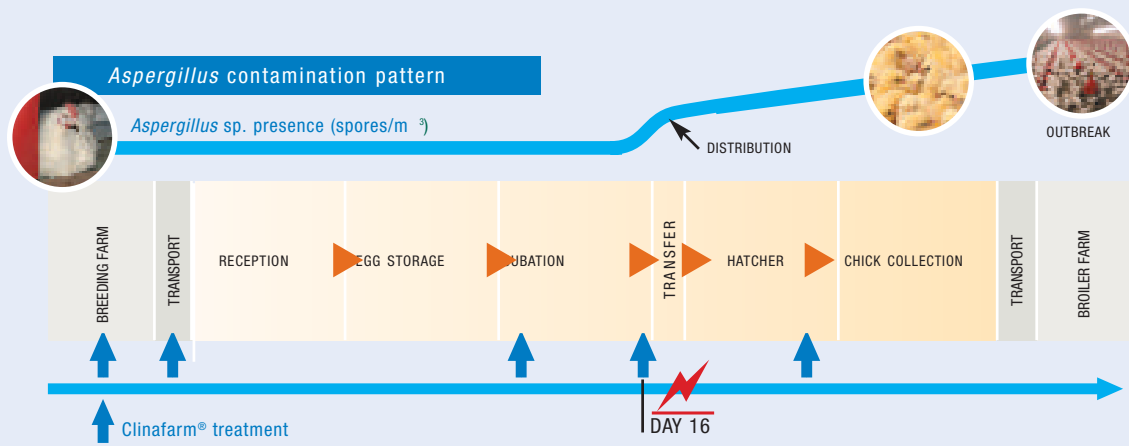 Aspergillus contamination pattern
Aspergillus sp. presence (spores/m ³)
DISTRIBUTION
OUTBREAK
BREEDING FARM
TRANSPORT
RECEPTION
EGG STORAGE
UBATION
TRANSFER
HATCHER
CHICK COLLECTION
TRANSPORT
BROILER FARM
DAY 16
Clinafarm® treatment